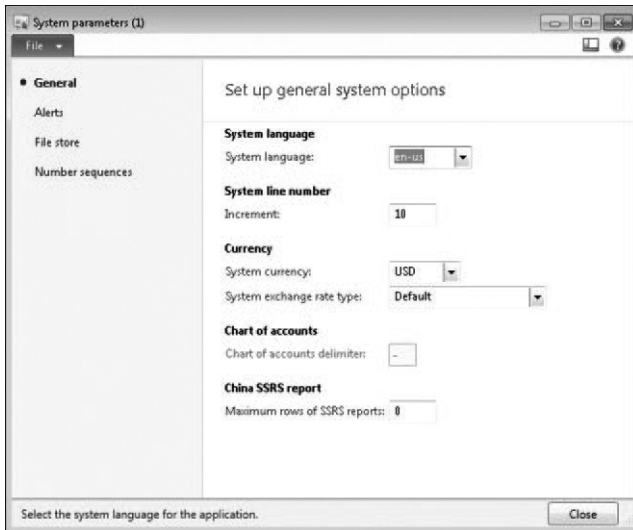 System parameters (1)
File
General
Alerts
File store
Number sequences
Set up general system options
System language
System language: en-us
System line number
Increment: 10
Currency
System currency: USD
System exchange rate type: Default
Chart of accounts
Chart of accounts delimiter: -
China SSRS report
Maximum rows of SSRS reports: 0
Select the system language for the application. Close